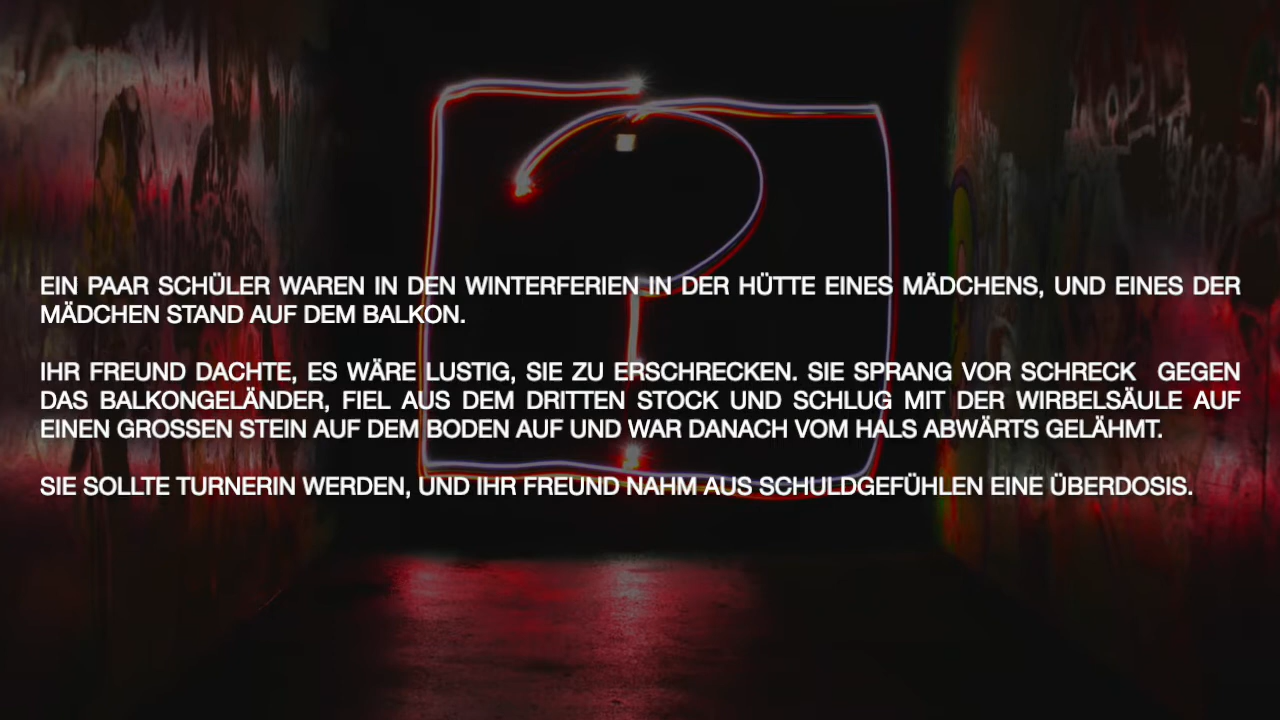 EIN PAAR SCHÜLER WAREN IN DEN WINTERFERIEN IN DER HÜTTE EINES MÄDCHENS, UND EINES DER
MÄDCHEN STAND AUF DEM BALKON.
IHR FREUND DACHTE, ES WÄRE LUSTIG, SIE ZU ERSCHRECKEN. SIE SPRANG VOR SCHRECK GEGEN
DAS BALKONGELÄNDER, FIEL AUS DEM DRITTEN STOCK UND SCHLUG MIT DER WIRBELSÄULE AUF
EINEN GROSSEN STEIN AUF DEM BODEN AUF UND WAR DANACH VOM HALS ABWÄRTS GELÄHMT.
SIE SOLLTE TURNERIN WERDEN, UND IHR FREUND NAHM AUS SCHULDGEFÜHLEN EINE ÜBERDOSIS.